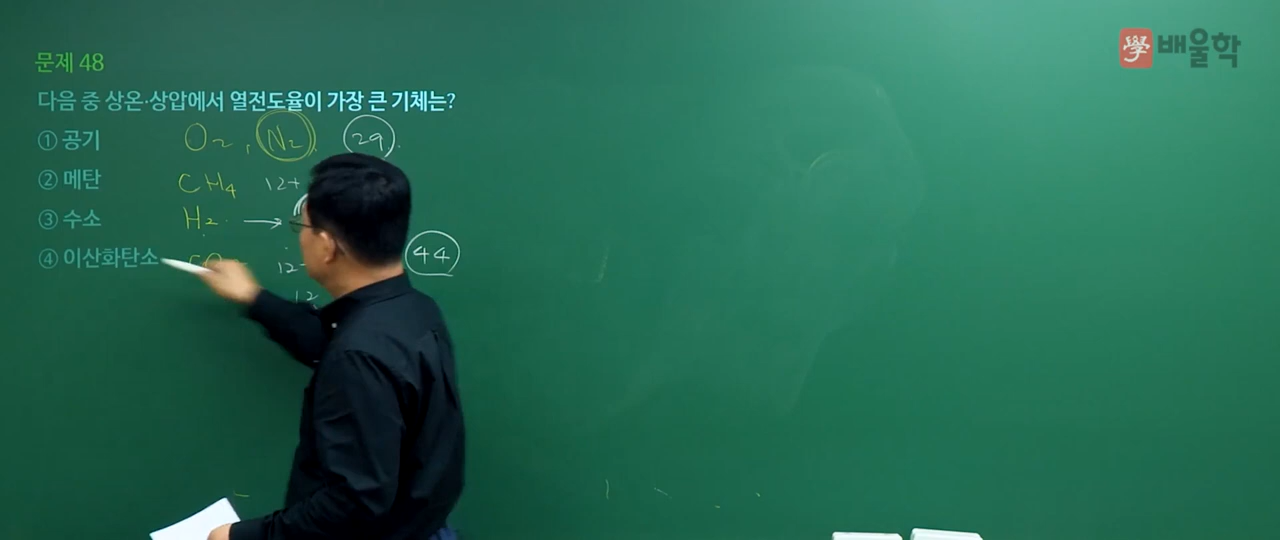 學 배울학
문제 48
다음 중 상온·상압에서 열전도율이 가장 큰 기체는?
① 공기 O₂, N₂. 29.
② 메탄 CH₄ 12+
③ 수소 H₂. →
④ 이산화탄소 12 44
12